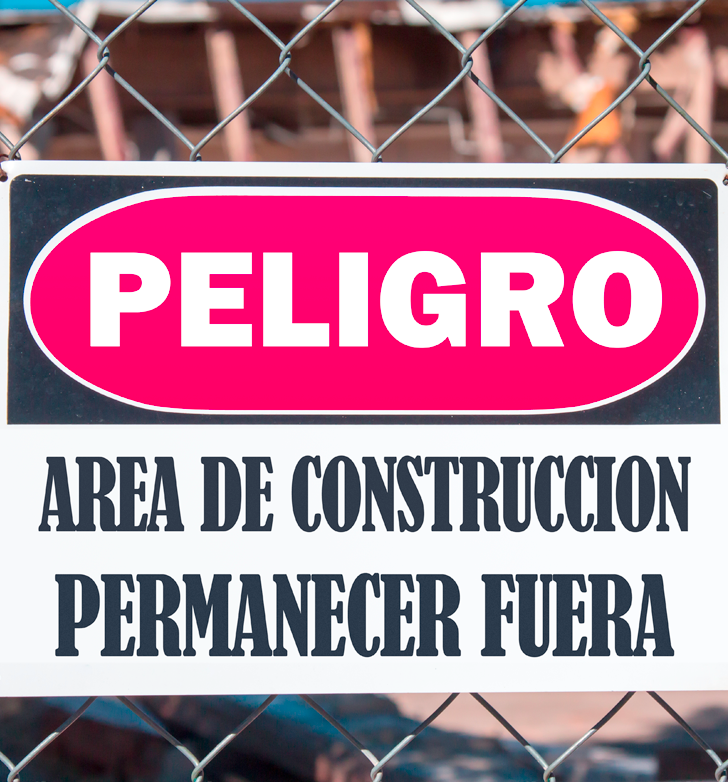 PELIGRO
AREA DE CONSTRUCCION
PERMANECER FUERA